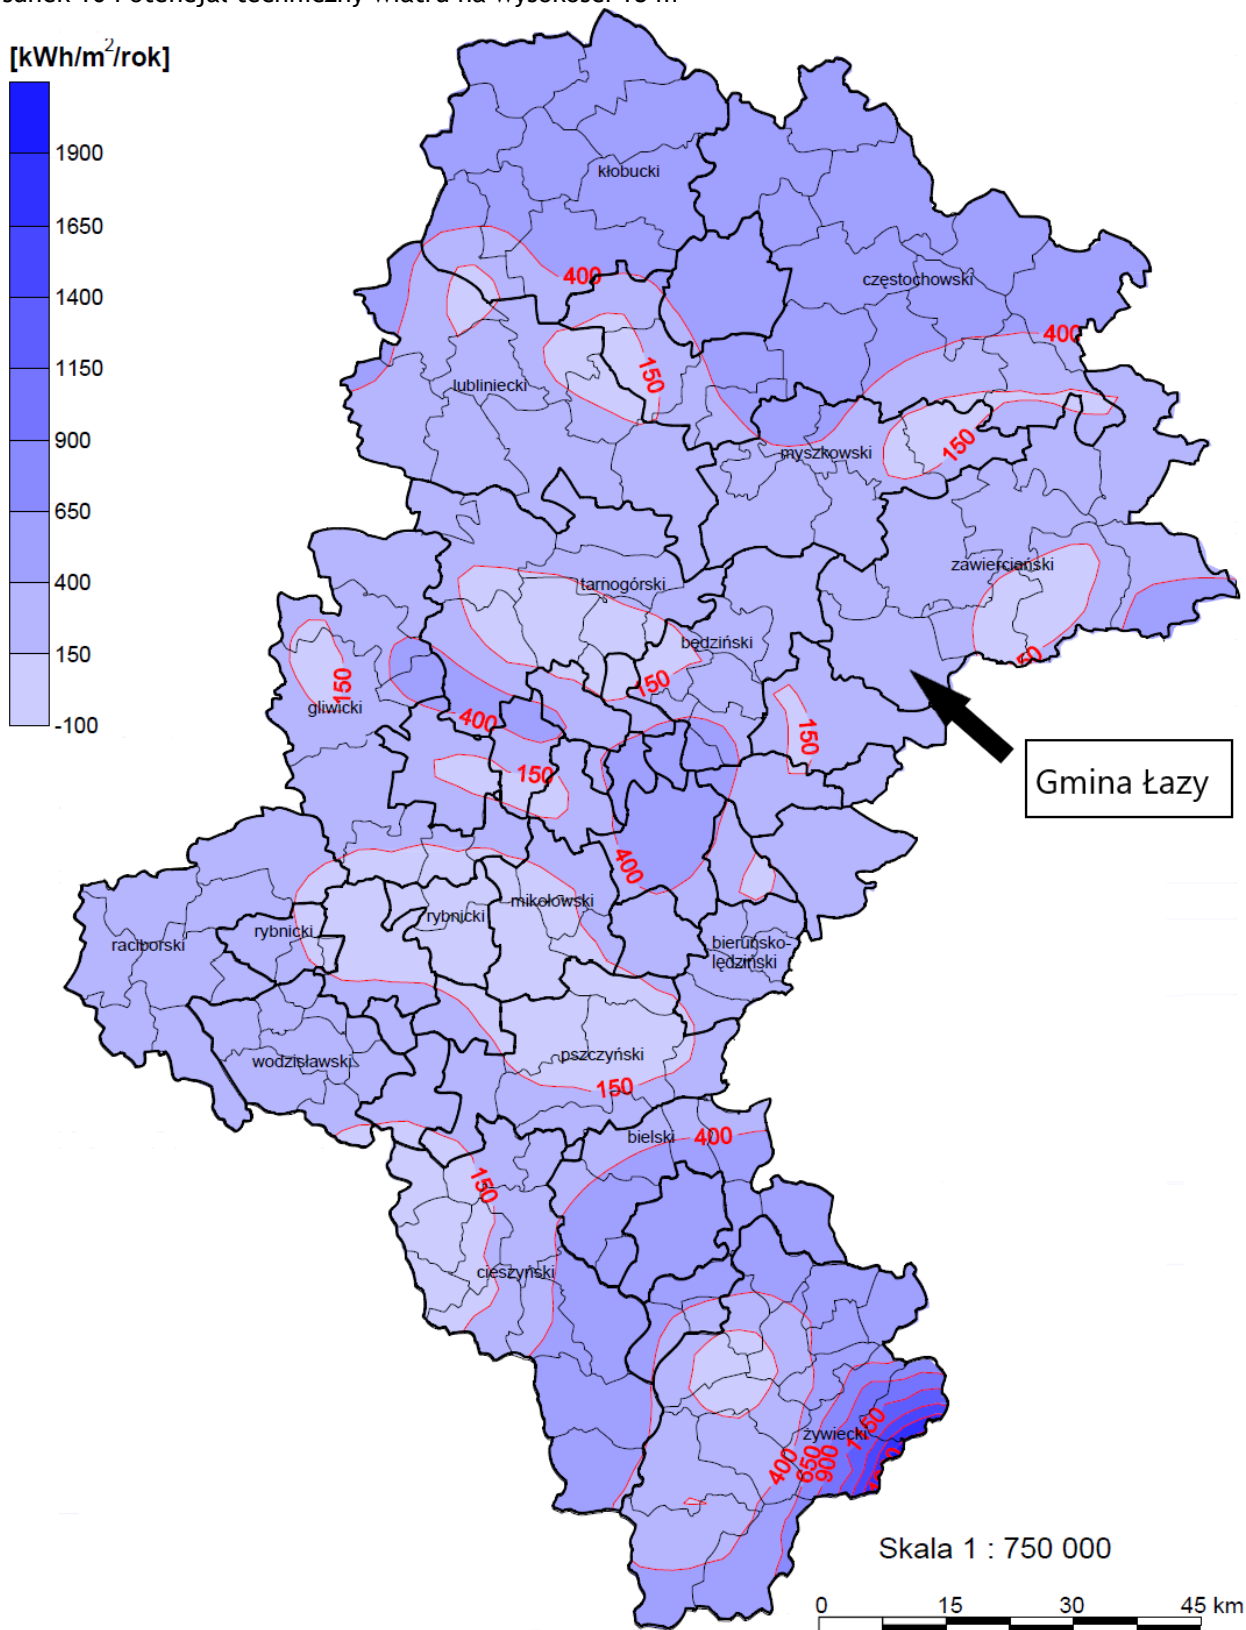 [kWh/m²/rok]
1900
1650
1400
1150
900
650
400
150
-100
kłobucki
400
częstochowski
400
lubliniecki
150
myszkowski
150
zawierciański
tarnogórski
będziński
150
50
150
gliwicki
400
150
150
Gmina Łazy
400
mikołowski
rybnicki
rybnicki
raciborski
bieruńsko-
lędziński
wodzisławski
pszczyński
150
bielski
400
150
cieszyński
żywiecki
400
650
900
Skala 1 : 750 000
0 15 30 45 km